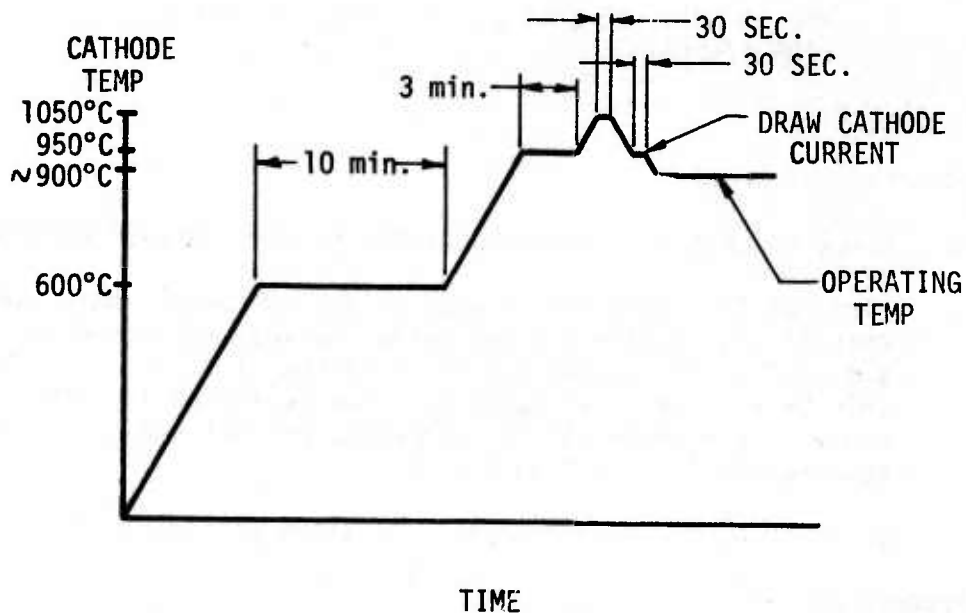 30 SEC.
CATHODE
TEMP
30 SEC.
3 min.
1050°C
DRAW CATHODE
CURRENT
950°C
~900°C
10 min.
600°C
OPERATING
TEMP
TIME